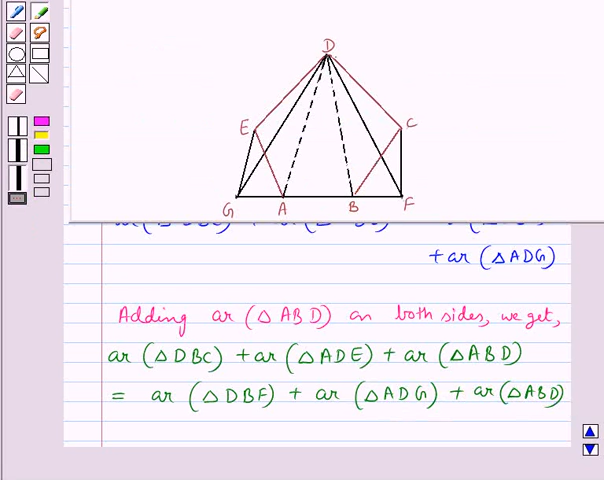 D
E
C
G A B F
+ ar (△ADG)
Adding ar (△ABD) on both sides, we get,
ar (△DBC) + ar (△ADE) + ar (△ABD)
= ar (△DBF) + ar (△ADG) + ar (△ABD)